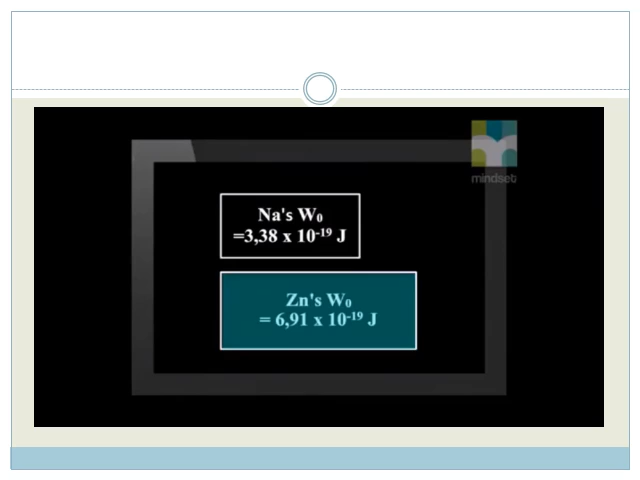 mindset
Na's W₀
=3,38 x 10⁻¹⁹ J
Zn's W₀
= 6,91 x 10⁻¹⁹ J